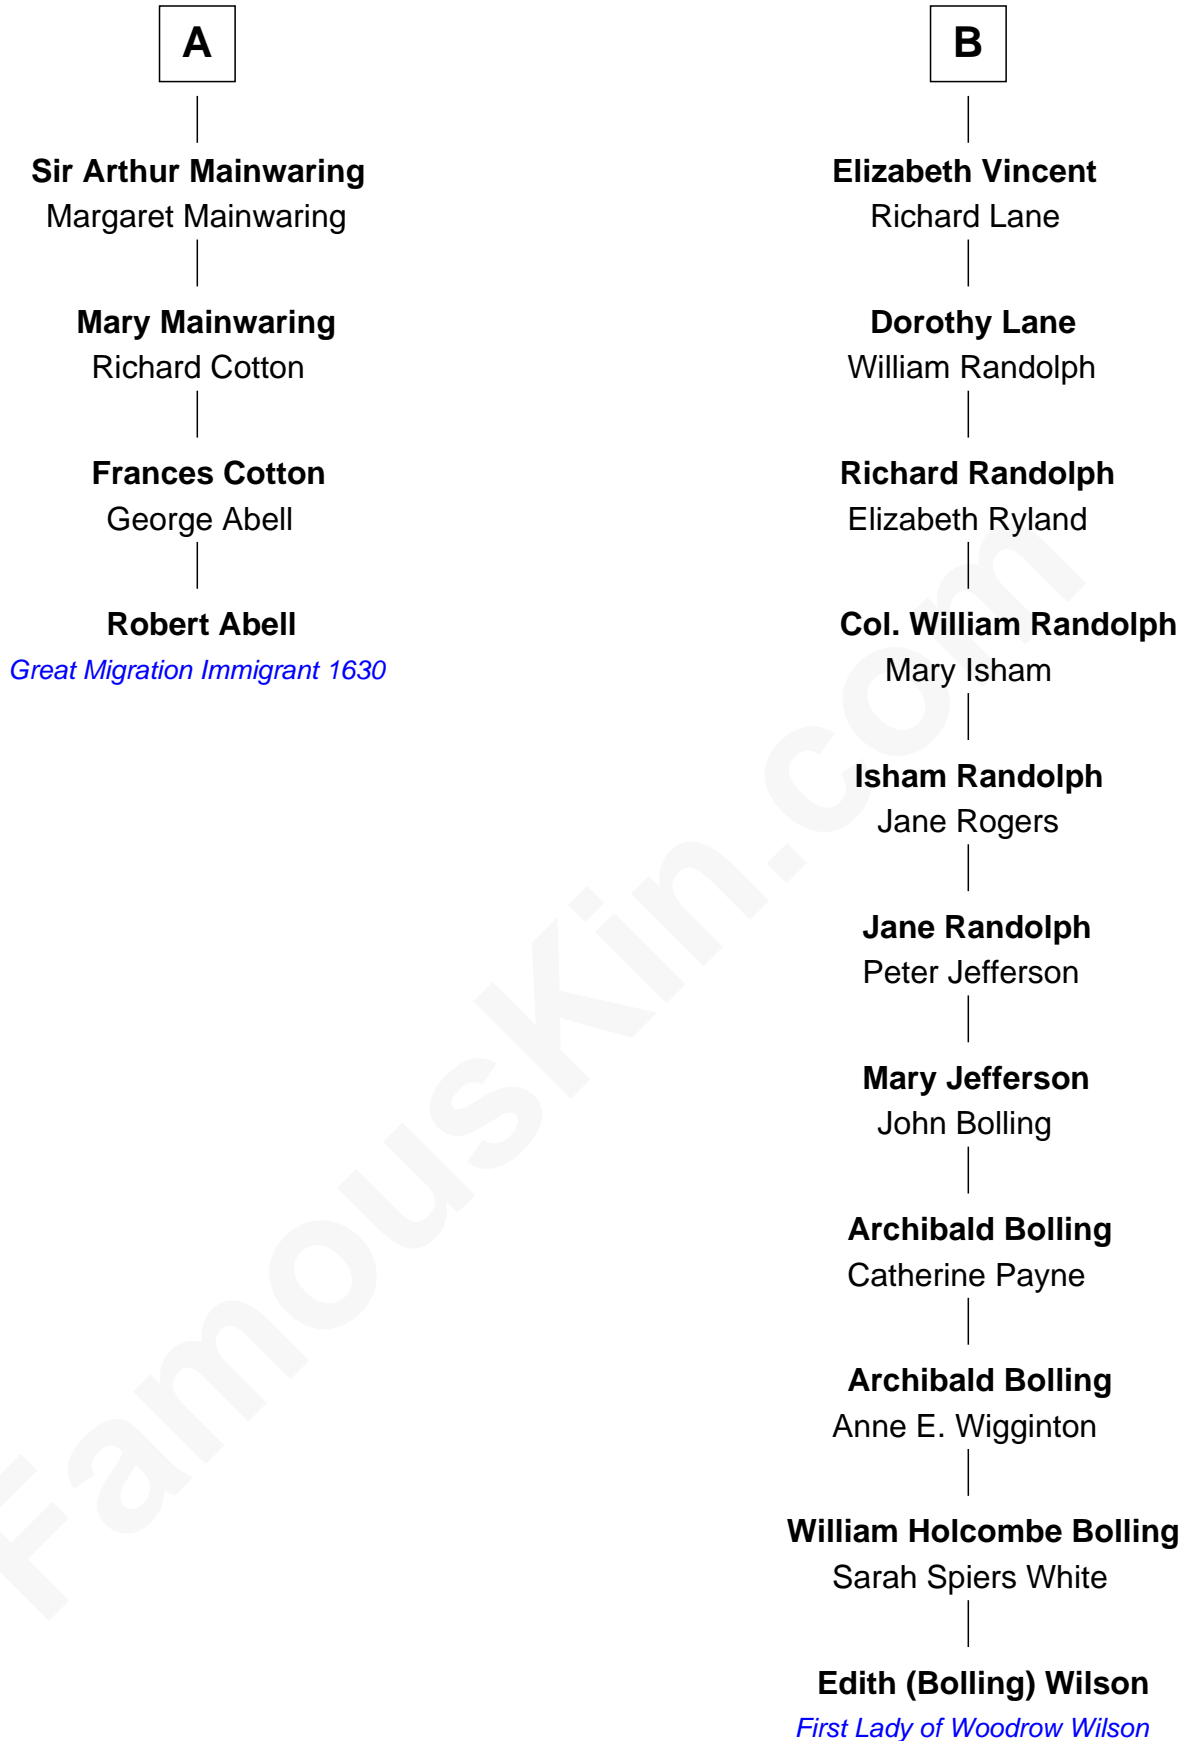 A
Sir Arthur Mainwaring
Margaret Mainwaring
Mary Mainwaring
Richard Cotton
Frances Cotton
George Abell
Robert Abell
Great Migration Immigrant 1630
B
Elizabeth Vincent
Richard Lane
Dorothy Lane
William Randolph
Richard Randolph
Elizabeth Ryland
Col. William Randolph
Mary Isham
Isham Randolph
Jane Rogers
Jane Randolph
Peter Jefferson
Mary Jefferson
John Bolling
Archibald Bolling
Catherine Payne
Archibald Bolling
Anne E. Wigginton
William Holcombe Bolling
Sarah Spiers White
Edith (Bolling) Wilson
First Lady of Woodrow Wilson
FamousKin.com